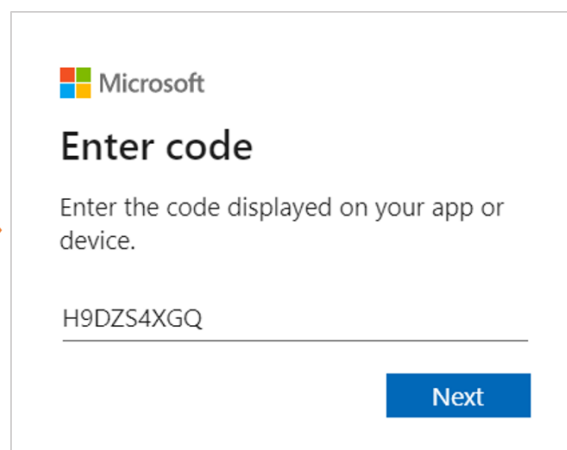 Microsoft
Enter code
Enter the code displayed on your app or
device.
H9DZS4XGQ
Next